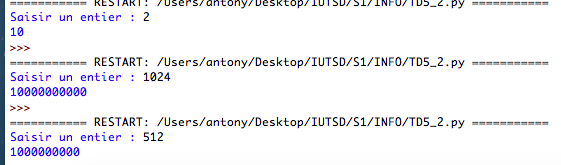 =========== RESTART: /Users/antony/Desktop/IUTSD/S1/INFO/TD5_2.py ===========
Saisir un entier : 2
10
>>>
=========== RESTART: /Users/antony/Desktop/IUTSD/S1/INFO/TD5_2.py ===========
Saisir un entier : 1024
10000000000
>>>
=========== RESTART: /Users/antony/Desktop/IUTSD/S1/INFO/TD5_2.py ===========
Saisir un entier : 512
1000000000